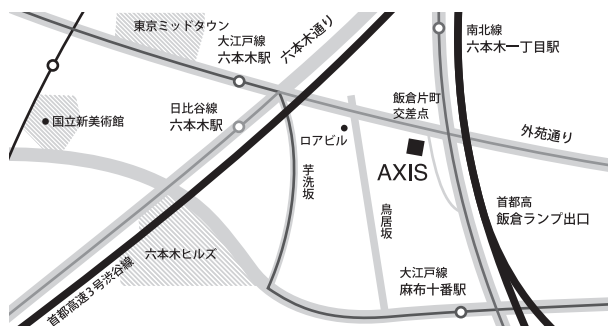 東京ミッドタウン
大江戸線
六本木駅
六本木通り
南北線
六本木一丁目駅
国立新美術館
日比谷線
六本木駅
飯倉片町
交差点
ロアビル
外苑通り
AXIS
芋洗坂
鳥居坂
首都高
飯倉ランプ出口
六本木ヒルズ
首都高速3号渋谷線
大江戸線
麻布十番駅